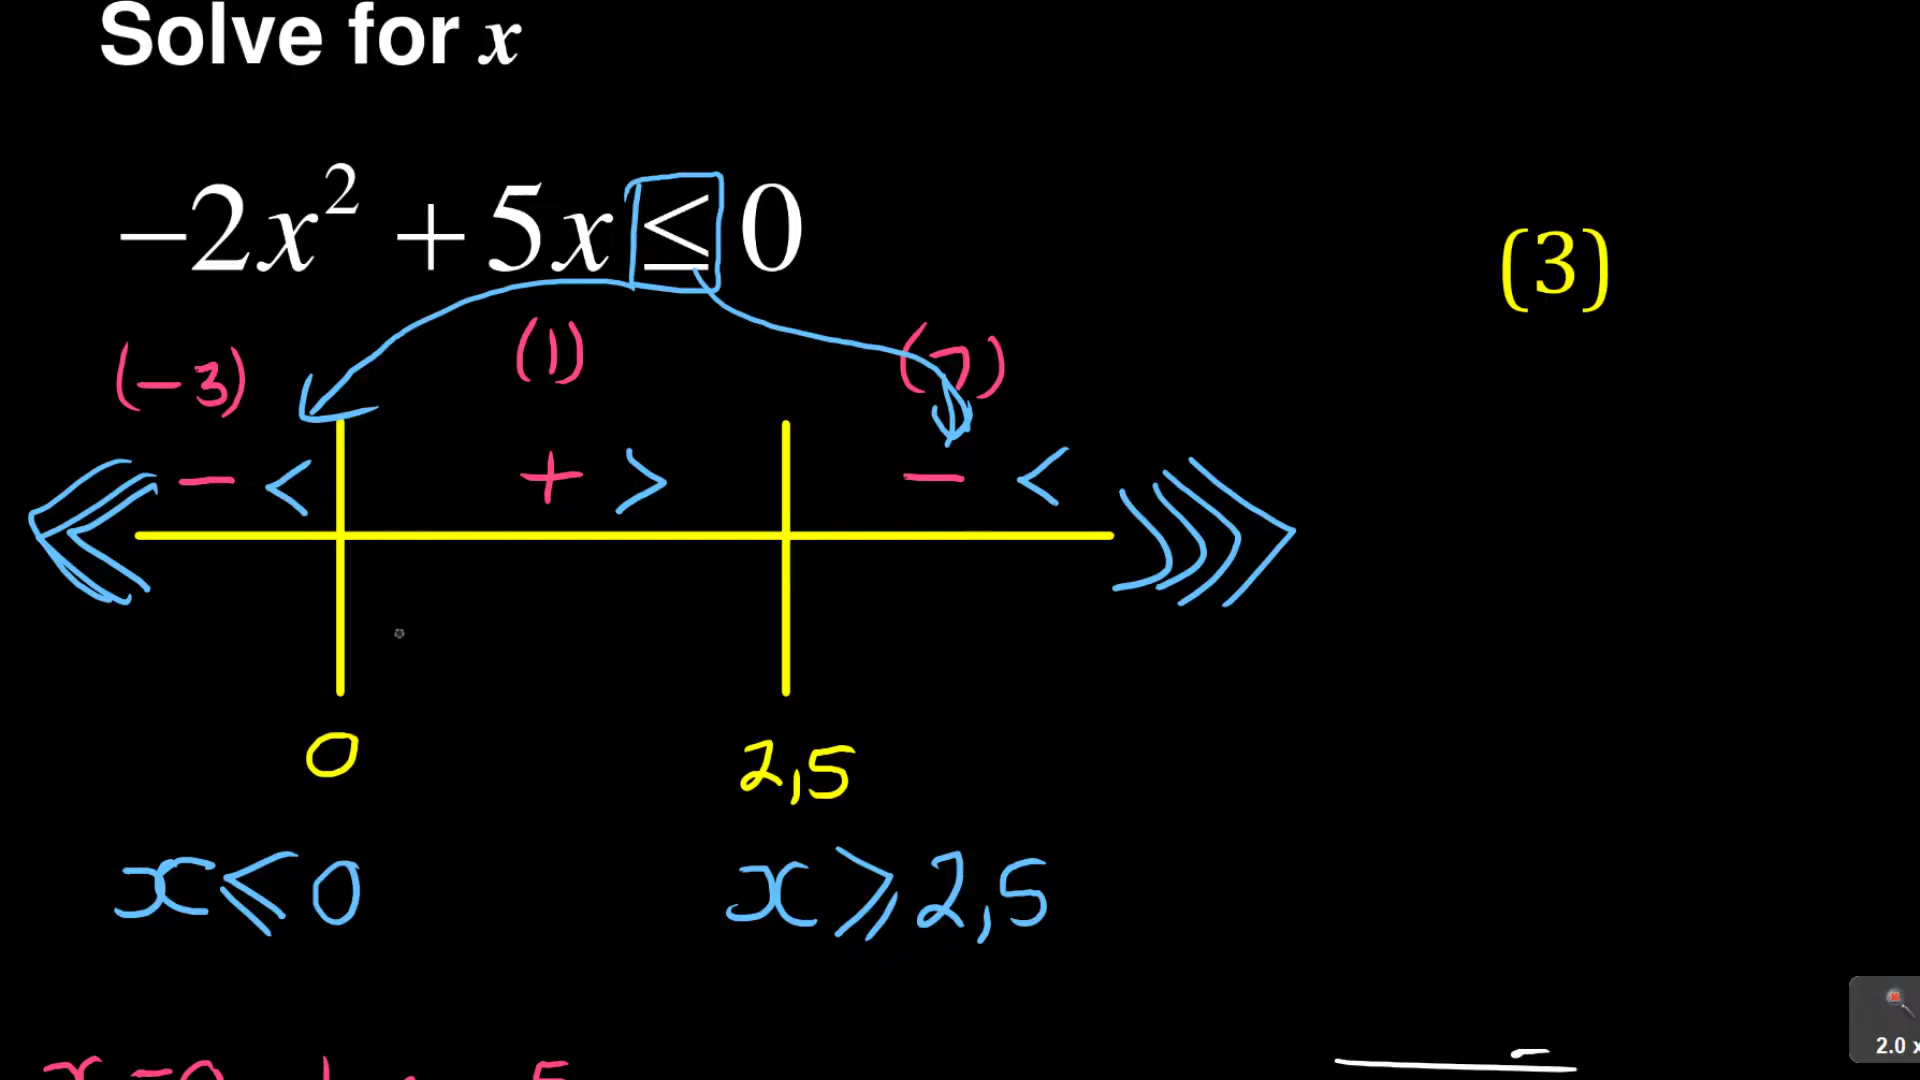 Solve for x
−2x² + 5x ≤ 0
(3)
(−3) (1) (7)
− < + > − <
0 2,5
x ≤ 0 x ≥ 2,5
2.0 x